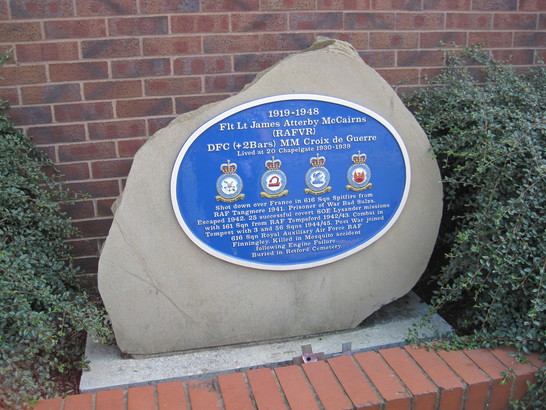 1919-1948
Flt Lt James Atterby McCairns
(RAFVR)
DFC (+2Bars) MM Croix de Guerre
Lived at 20 Chapelgate 1930-1939
Shot down over France in 616 Sqn Spitfire from
RAF Tangmere 1941. Prisoner of War Bad Sulza.
Escaped 1942. 25 successful covert SOE Lysander missions
with 161 Sqn from RAF Tempsford 1942/43. Combat in
Tempest with 3 and 56 Sqns 1944/45. Post War joined
616 Sqn Royal Auxiliary Air Force RAF
Finningley. Killed in Mosquito accident
following Engine Failure.
Buried in Retford Cemetery.